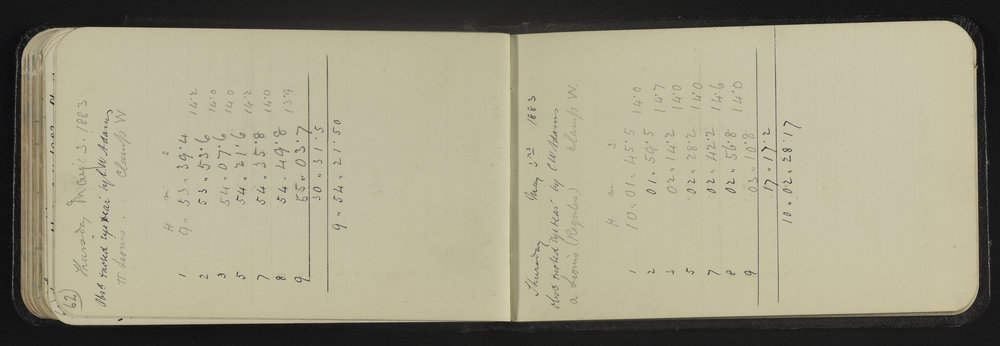 62
Thursday May 3. 1883
Obsd & noted eye & ear by C W Adams
π Leonis . . Clamp W.
H m s
1 9 „ 53 „ 39.4 14.2
2 53 „ 53.6 14.0
3 54 „ 07.6 14.0
5 54 „ 21.6 14.2
7 54 „ 35.8 14.0
8 54 „ 49.8 13.9
9 55 „ 03.7
30 „ 31.5
9 „ 54 „ 21.50
Thursday May 3rd 1883
Obsd & noted eye & ear by C W Adams
α Leonis (Regulus) Clamp W.
H m s
1 10 „ 01 „ 45.5 14.0
2 01 „ 59.5 14.7
3 02 „ 14.2 14.0
5 02 „ 28.2 14.0
7 02 „ 42.2 14.6
8 02 „ 56.8 14.0
9 03 „ 10.8
17 „ 17.2
10 „ 02 „ 28.17